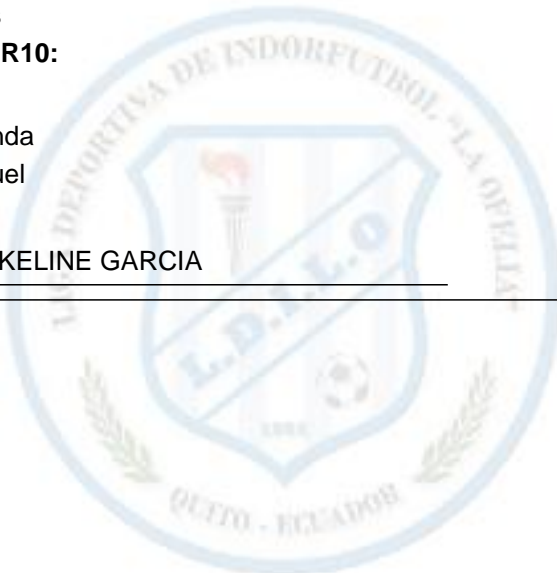 R10:
nda
uel
KELINE GARCIA
LIGA DEPORTIVA DE INDORFUTBOL "LA OFELIA"
L.D.I.L.O
QUITO - ECUADOR